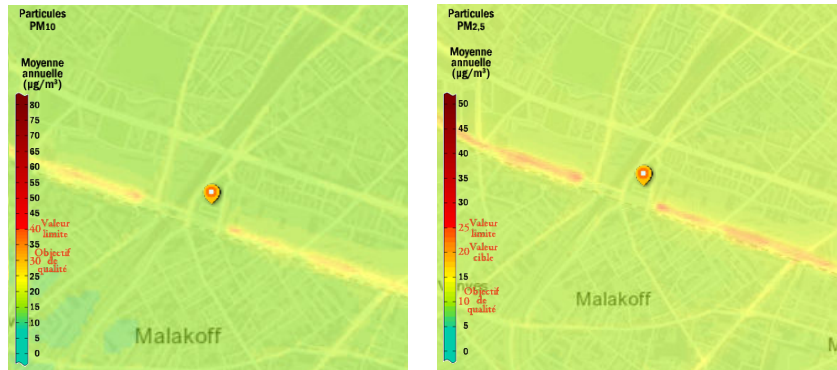 Particules
PM10
Moyenne
annuelle
(µg/m³)
80
75
70
65
60
55
50
45
40 Valeur
limite
35
Objectif
30 de
qualité
25
20
15
10
5
0
Malakoff
Particules
PM2,5
Moyenne
annuelle
(µg/m³)
50
45
40
35
30
25 Valeur
limite
20 Valeur
cible
15
Objectif
10 de
qualité
5
0
Malakoff
M